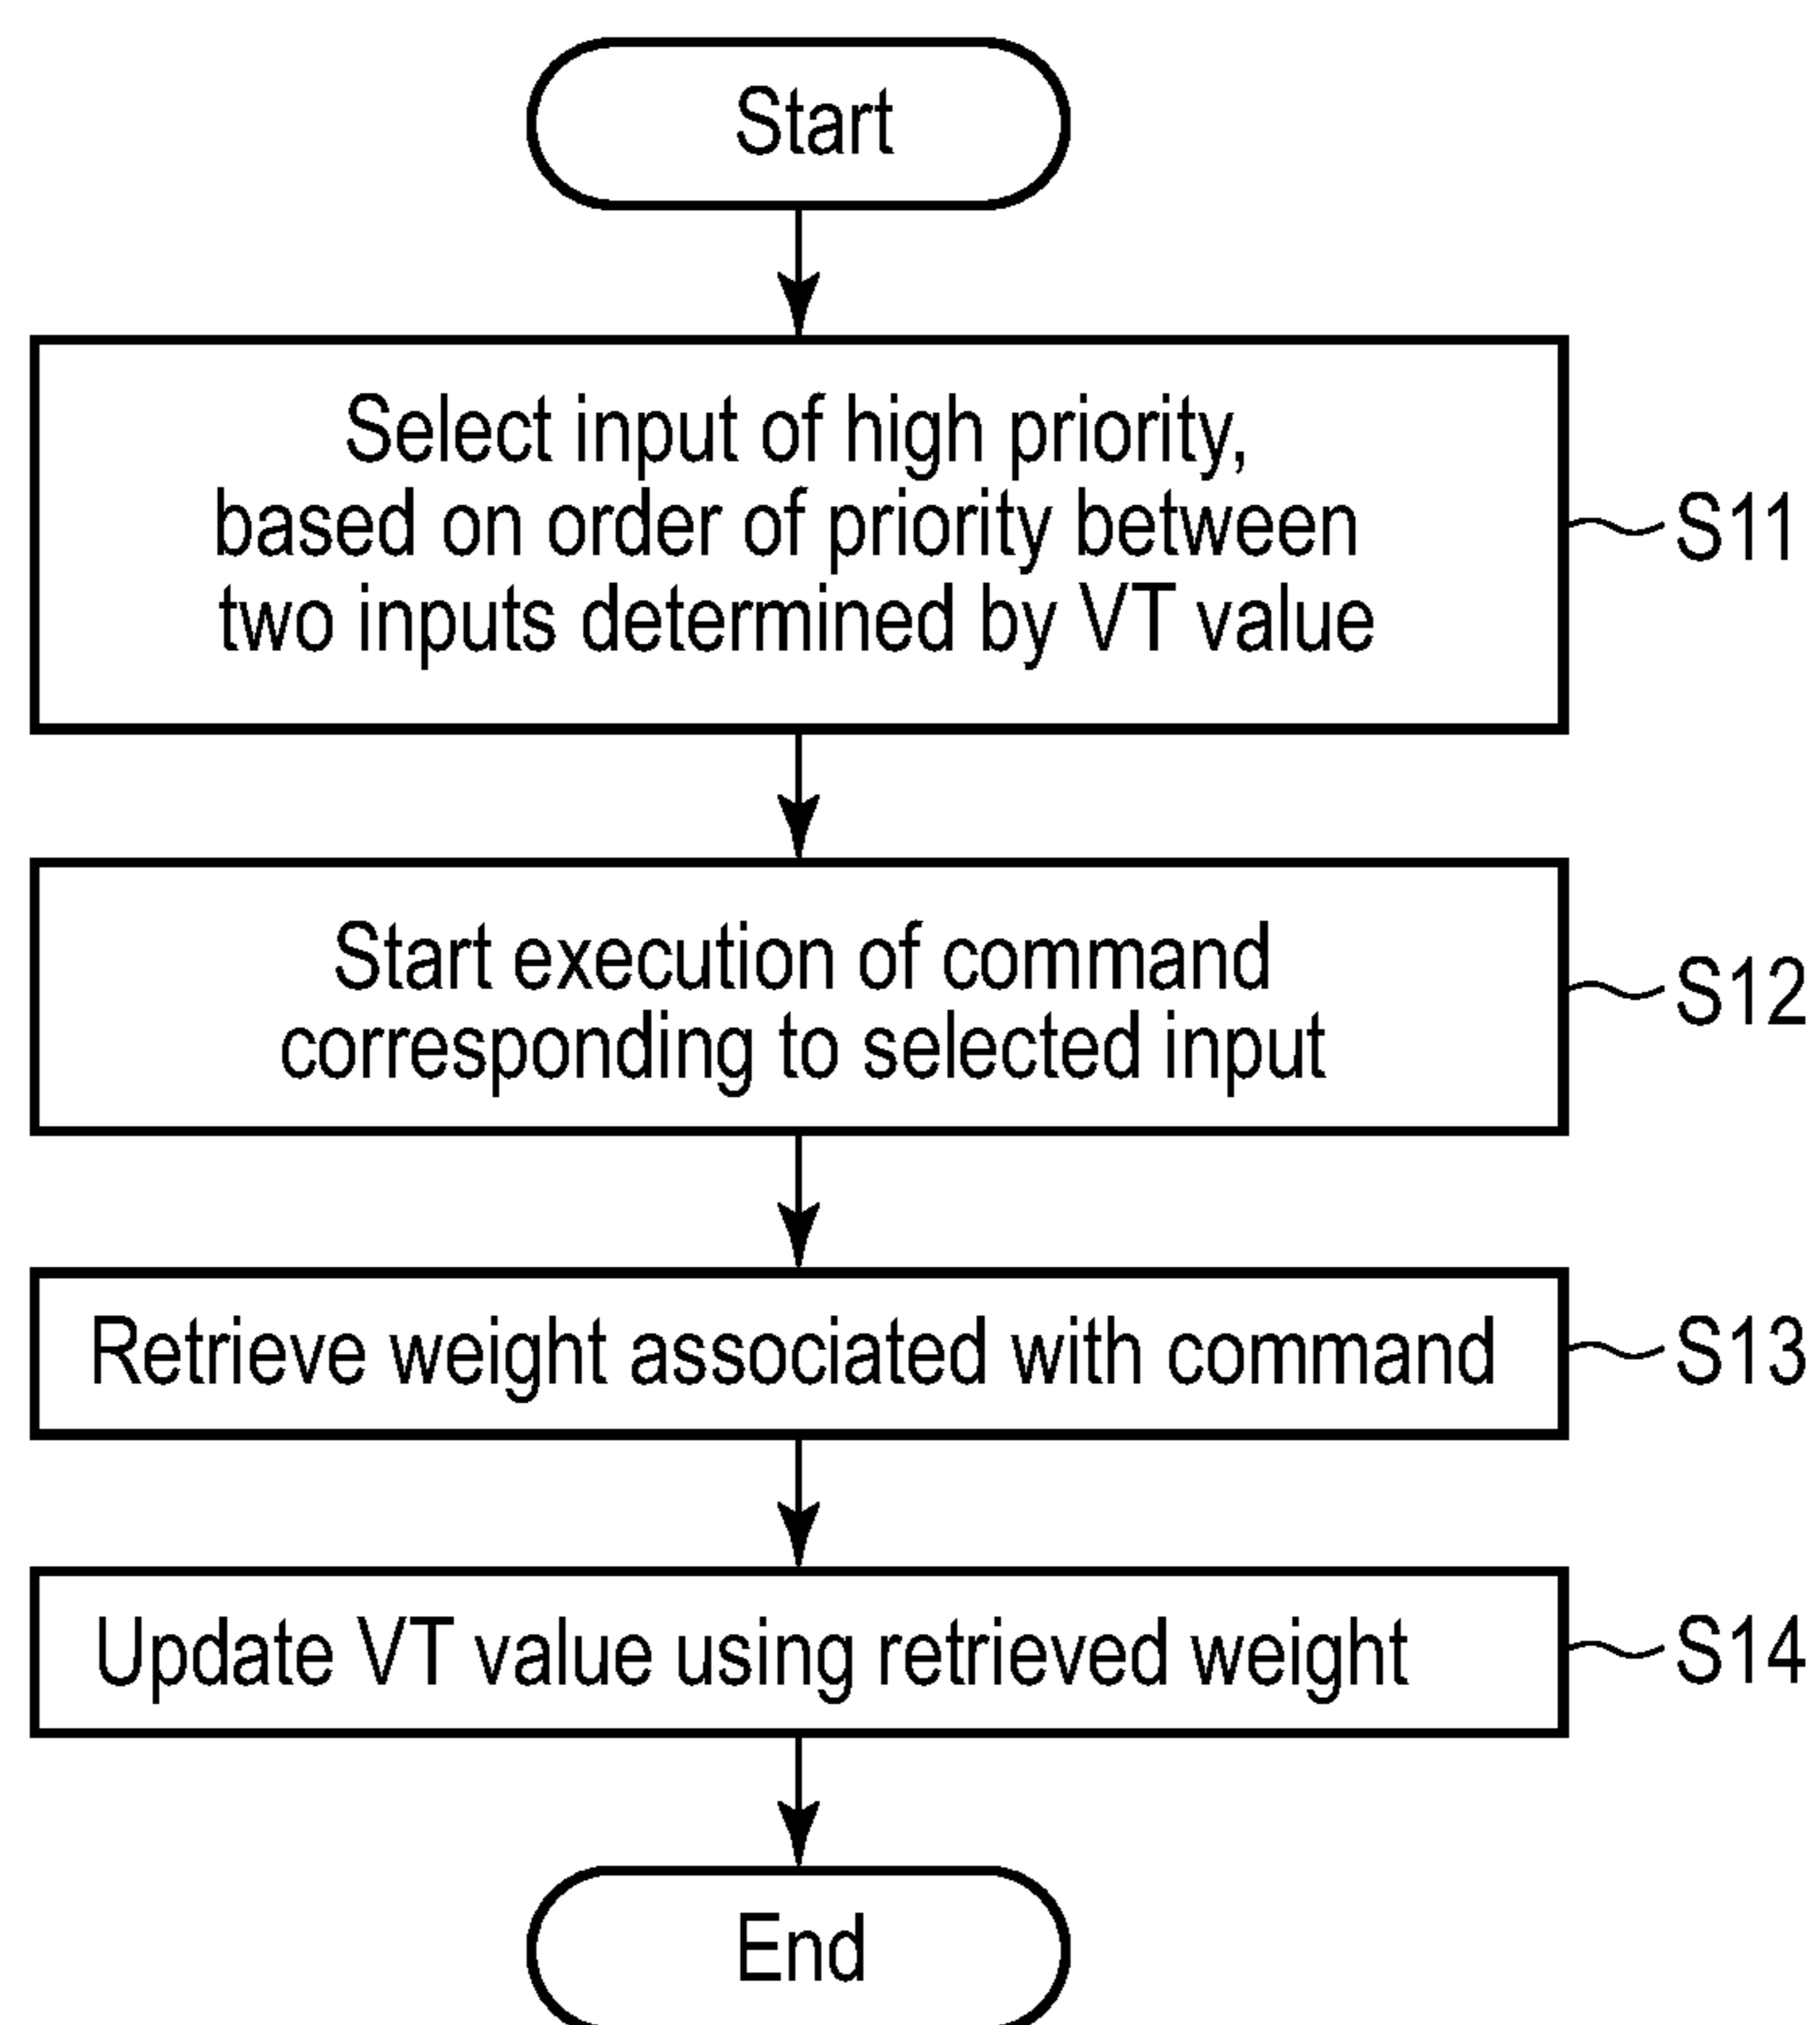 Start
Select input of high priority,
based on order of priority between
two inputs determined by VT value
S11
Start execution of command
corresponding to selected input
S12
Retrieve weight associated with command
S13
Update VT value using retrieved weight
S14
End